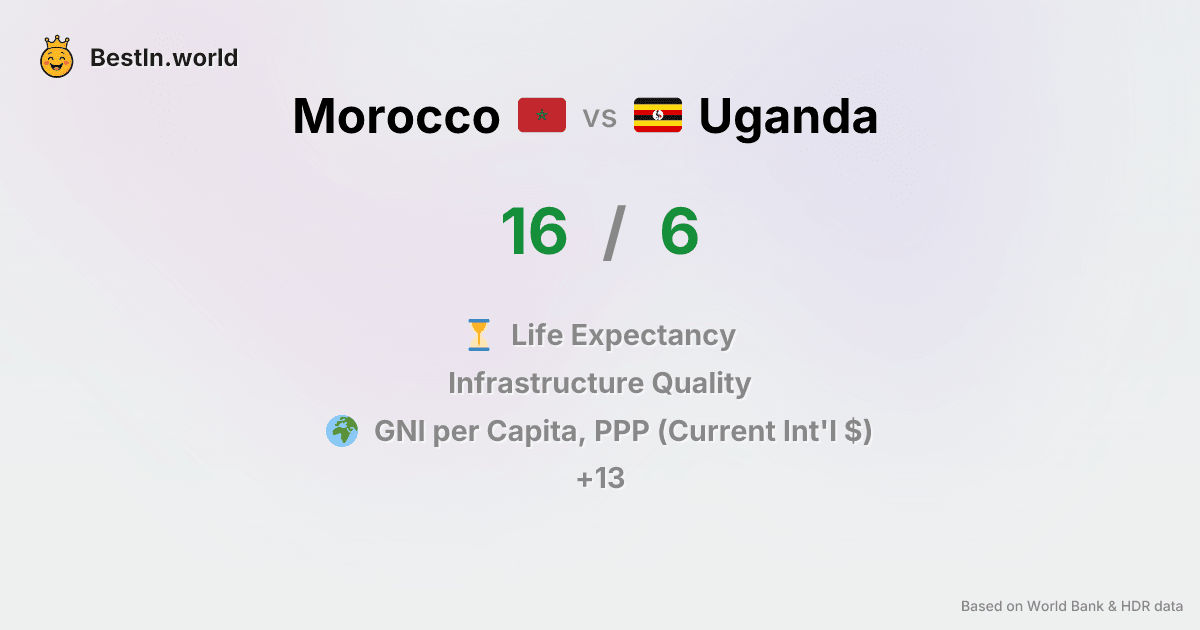 BestIn.world
Morocco vs Uganda
16 / 6
Life Expectancy
Infrastructure Quality
GNI per Capita, PPP (Current Int'l $)
+13
Based on World Bank & HDR data